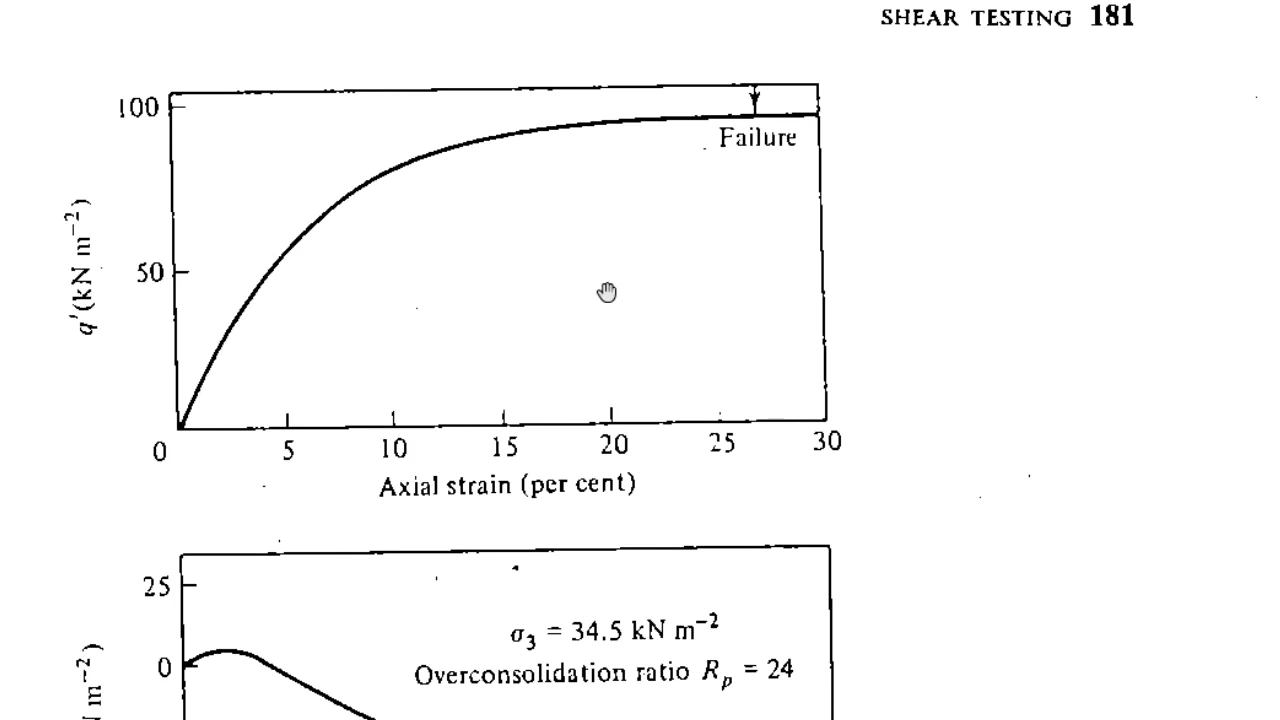 SHEAR TESTING 181
100
50
q′(kN m⁻²)
Failure
0 5 10 15 20 25 30
Axial strain (per cent)
25
0
m⁻²)
σ₃ = 34.5 kN m⁻²
Overconsolidation ratio Rₚ = 24